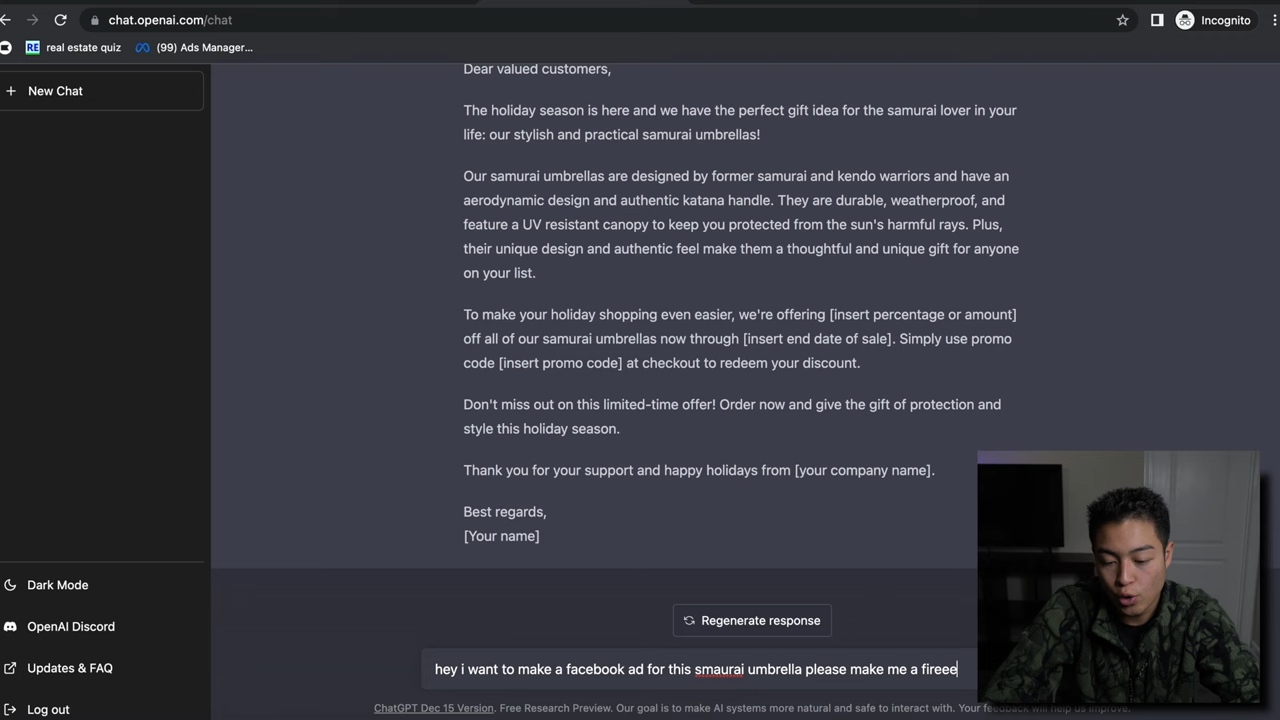 chat.openai.com/chat
Incognito
RE real estate quiz
(99) Ads Manager...
+ New Chat
Dear valued customers,
The holiday season is here and we have the perfect gift idea for the samurai lover in your
life: our stylish and practical samurai umbrellas!
Our samurai umbrellas are designed by former samurai and kendo warriors and have an
aerodynamic design and authentic katana handle. They are durable, weatherproof, and
feature a UV resistant canopy to keep you protected from the sun's harmful rays. Plus,
their unique design and authentic feel make them a thoughtful and unique gift for anyone
on your list.
To make your holiday shopping even easier, we're offering [insert percentage or amount]
off all of our samurai umbrellas now through [insert end date of sale]. Simply use promo
code [insert promo code] at checkout to redeem your discount.
Don't miss out on this limited-time offer! Order now and give the gift of protection and
style this holiday season.
Thank you for your support and happy holidays from [your company name].
Best regards,
[Your name]
Dark Mode
OpenAI Discord
Updates & FAQ
Log out
Regenerate response
hey i want to make a facebook ad for this smaurai umbrella please make me a fireee
ChatGPT Dec 15 Version. Free Research Preview. Our goal is to make AI systems more natural and safe to interact with. Your feedback will help us improve.